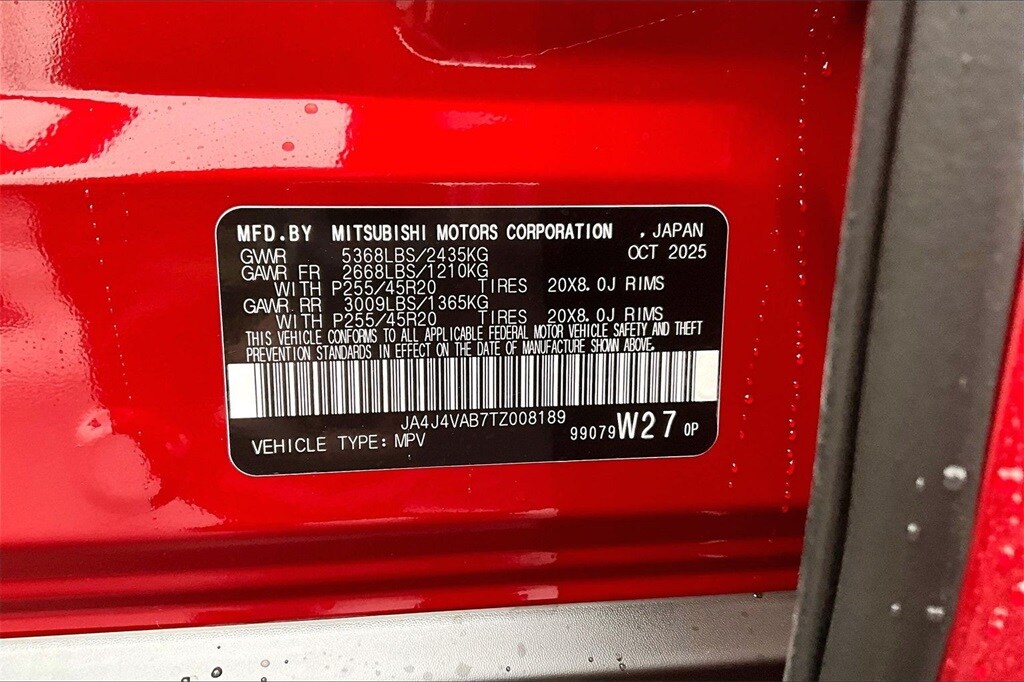 MFD.BY MITSUBISHI MOTORS CORPORATION , JAPAN
GVWR 5368LBS/2435KG OCT 2025
GAWR FR 2668LBS/1210KG
WITH P255/45R20 TIRES 20X8.0J RIMS
GAWR RR 3009LBS/1365KG
WITH P255/45R20 TIRES 20X8.0J RIMS
THIS VEHICLE CONFORMS TO ALL APPLICABLE FEDERAL MOTOR VEHICLE SAFETY AND THEFT
PREVENTION STANDARDS IN EFFECT ON THE DATE OF MANUFACTURE SHOWN ABOVE.
JA4J4VAB7TZ008189
VEHICLE TYPE: MPV 99079 W27 0P